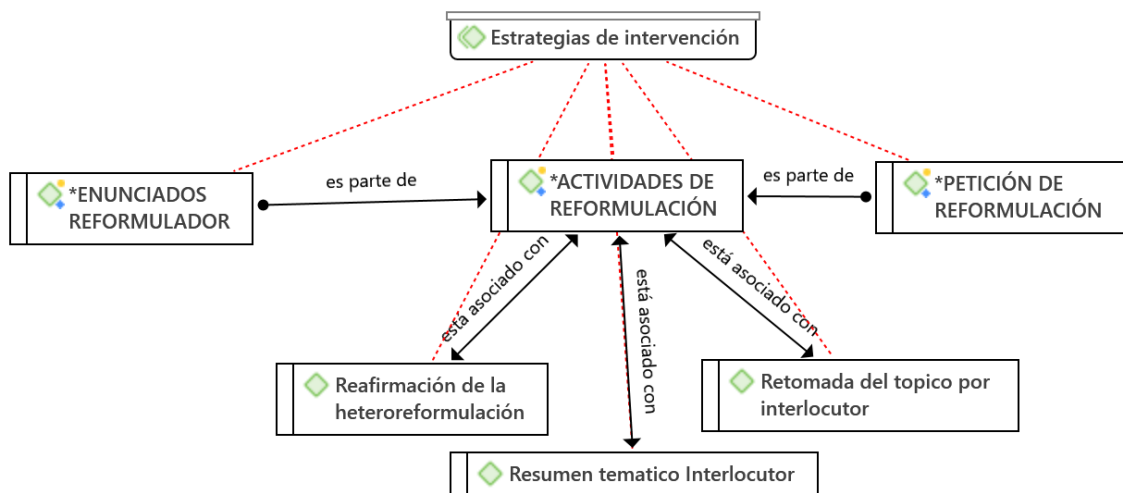 Estrategias de intervención
*ENUNCIADOS
REFORMULADOR
es parte de
*ACTIVIDADES DE
REFORMULACIÓN
es parte de
*PETICIÓN DE
REFORMULACIÓN
está asociado con
está asociado con
está asociado con
Reafirmación de la
heteroreformulación
Retomada del topico por
interlocutor
Resumen tematico Interlocutor